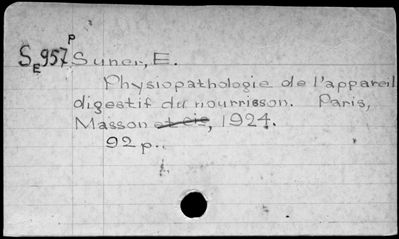 P
SE957 Suner, E.
Physiopathologie de l'appareil
digestif du nourrisson. Paris,
Masson et cie, 1924.
92 p..